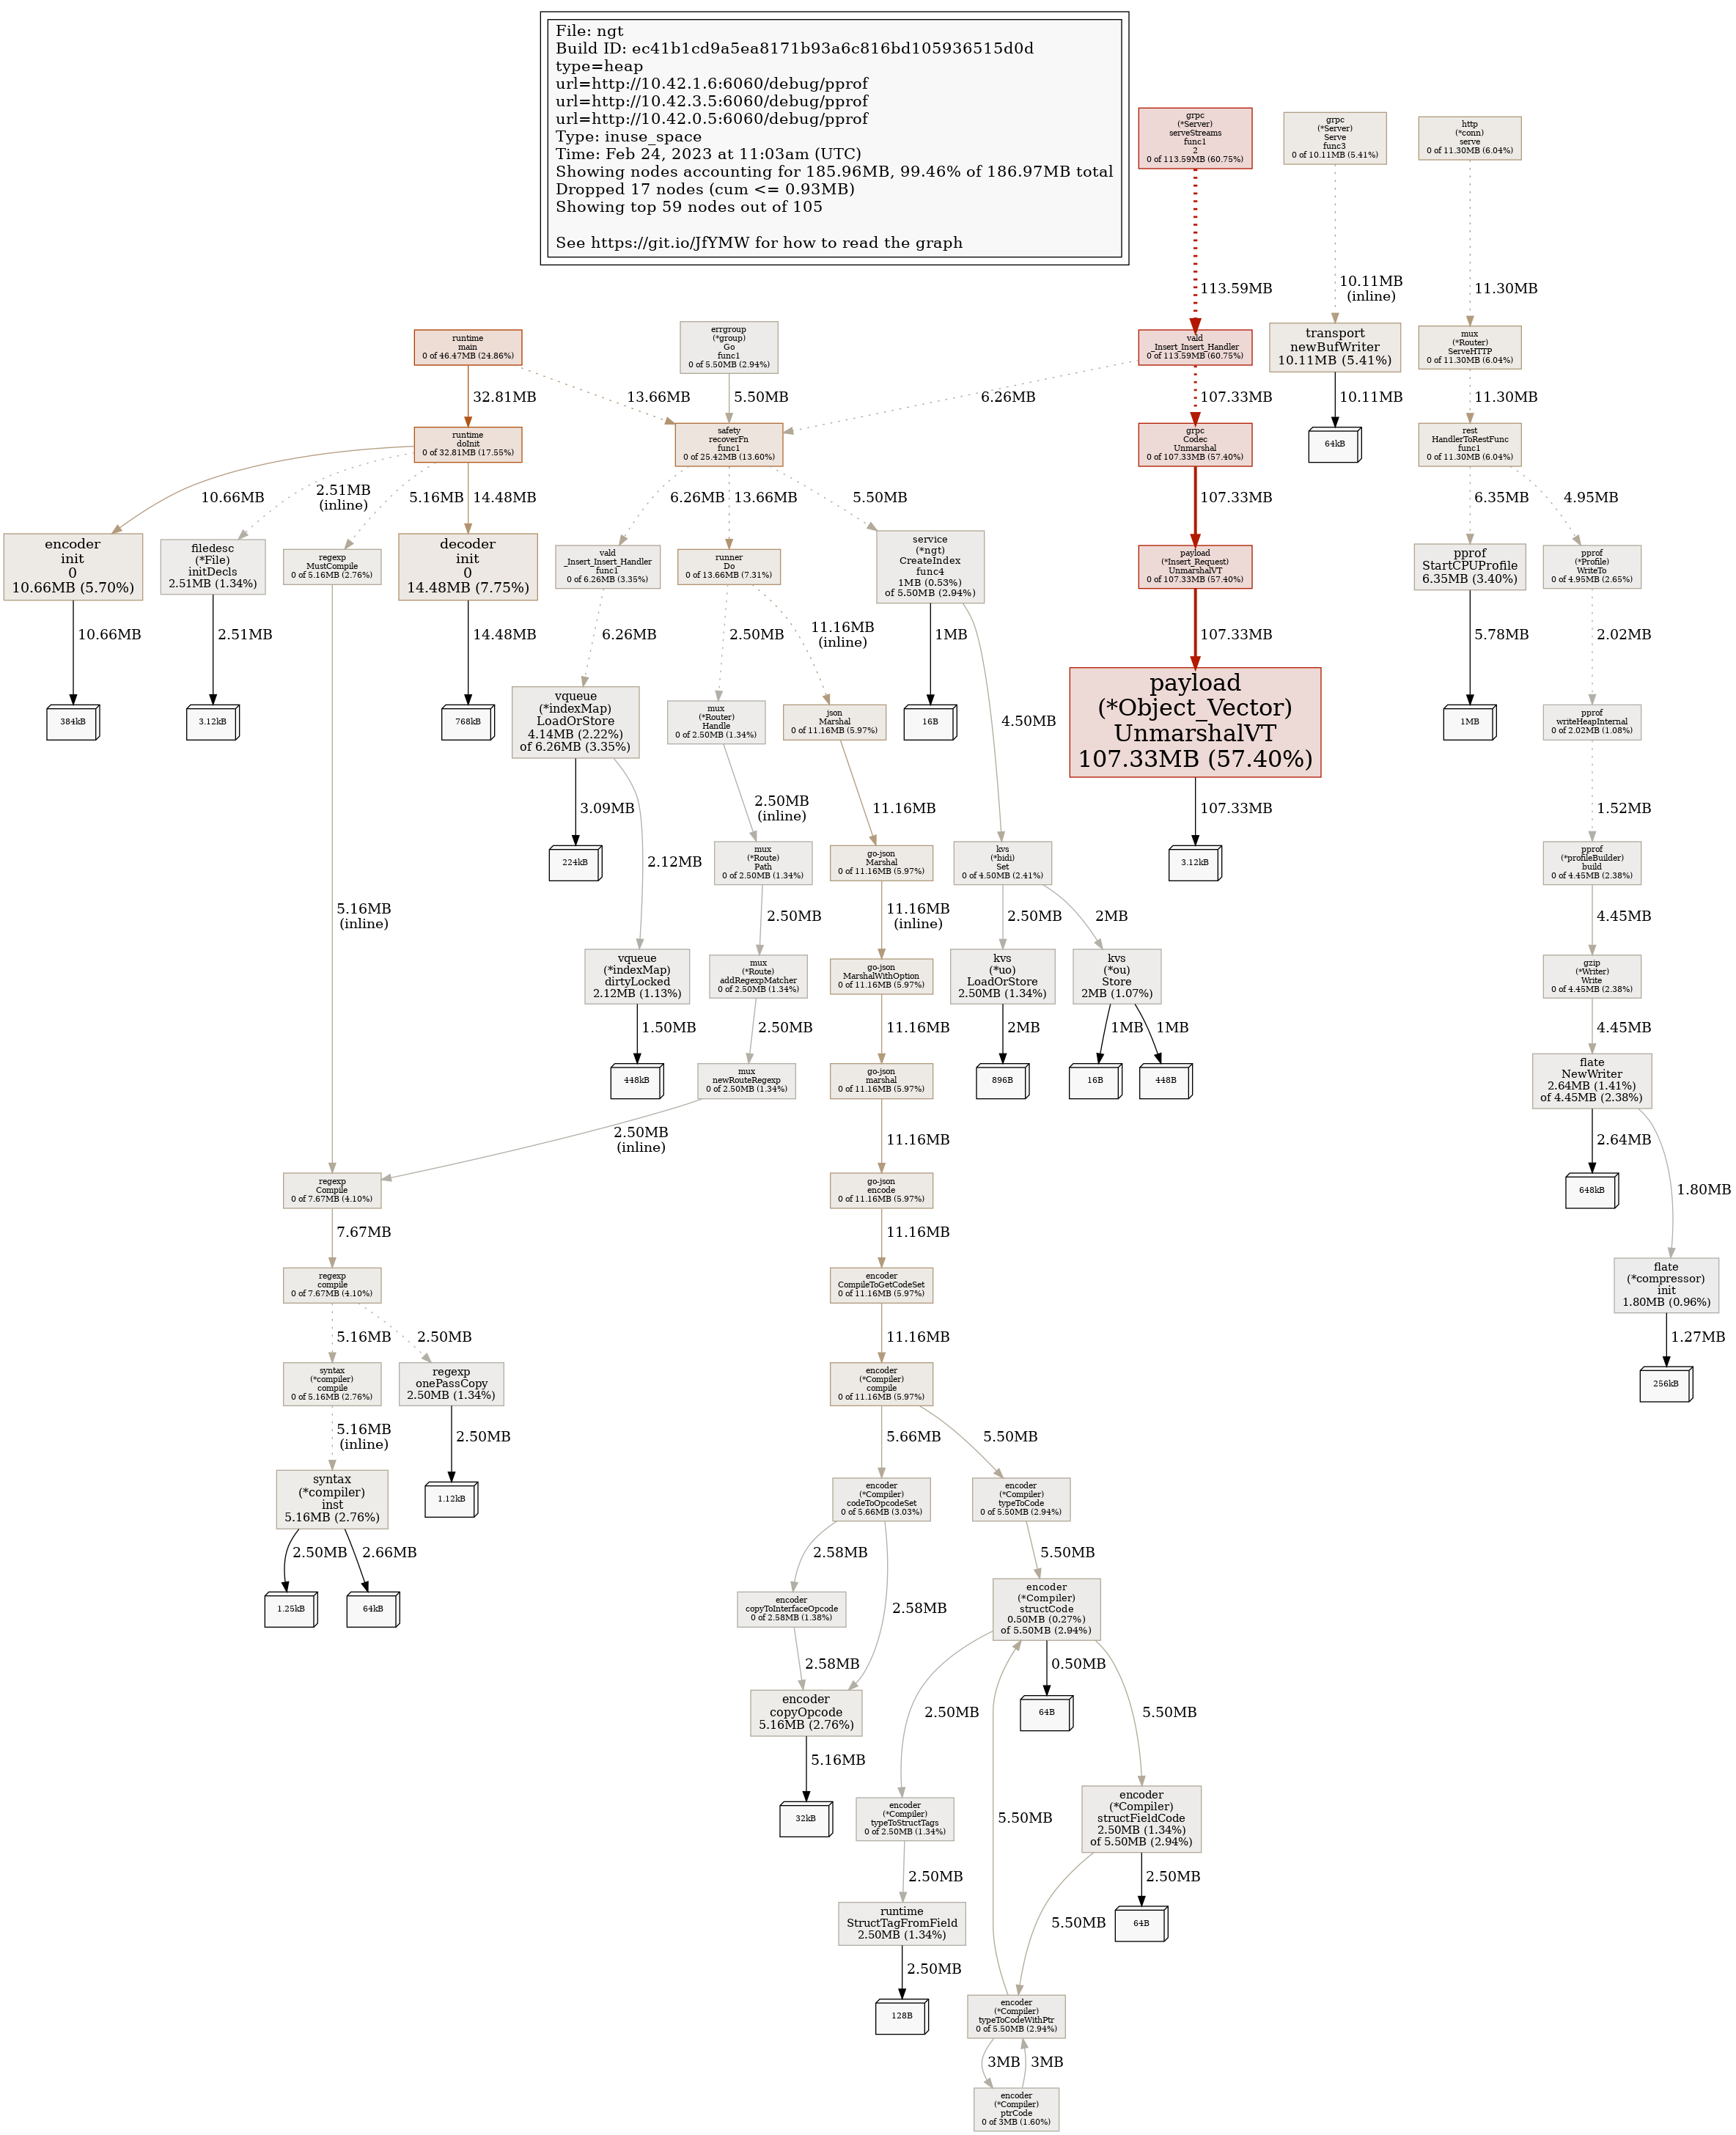 File: ngt
Build ID: ec41b1cd9a5ea8171b93a6c816bd105936515d0d
type=heap
url=http://10.42.1.6:6060/debug/pprof
url=http://10.42.3.5:6060/debug/pprof
url=http://10.42.0.5:6060/debug/pprof
Type: inuse_space
Time: Feb 24, 2023 at 11:03am (UTC)
Showing nodes accounting for 185.96MB, 99.46% of 186.97MB total
Dropped 17 nodes (cum <= 0.93MB)
Showing top 59 nodes out of 105
See https://git.io/JfYMW for how to read the graph
grpc
(*Server)
serveStreams
func1
2
0 of 113.59MB (60.75%)
grpc
(*Server)
Serve
func3
0 of 10.11MB (5.41%)
http
(*conn)
serve
0 of 11.30MB (6.04%)
113.59MB
10.11MB
(inline)
11.30MB
runtime
main
0 of 46.47MB (24.86%)
errgroup
(*group)
Go
func1
0 of 5.50MB (2.94%)
vald
_Insert_Insert_Handler
0 of 113.59MB (60.75%)
transport
newBufWriter
10.11MB (5.41%)
mux
(*Router)
ServeHTTP
0 of 11.30MB (6.04%)
32.81MB
13.66MB
5.50MB
6.26MB
107.33MB
10.11MB
11.30MB
runtime
doInit
0 of 32.81MB (17.55%)
safety
recoverFn
func1
0 of 25.42MB (13.60%)
grpc
Codec
Unmarshal
0 of 107.33MB (57.40%)
64kB
rest
HandlerToRestFunc
func1
0 of 11.30MB (6.04%)
10.66MB
2.51MB
(inline)
5.16MB
14.48MB
6.26MB
13.66MB
5.50MB
107.33MB
6.35MB
4.95MB
encoder
init
0
10.66MB (5.70%)
filedesc
(*File)
initDecls
2.51MB (1.34%)
regexp
MustCompile
0 of 5.16MB (2.76%)
decoder
init
0
14.48MB (7.75%)
vald
_Insert_Insert_Handler
func1
0 of 6.26MB (3.35%)
runner
Do
0 of 13.66MB (7.31%)
service
(*ngt)
CreateIndex
func4
1MB (0.53%)
of 5.50MB (2.94%)
payload
(*Insert_Request)
UnmarshalVT
0 of 107.33MB (57.40%)
pprof
StartCPUProfile
6.35MB (3.40%)
pprof
(*Profile)
WriteTo
0 of 4.95MB (2.65%)
10.66MB
2.51MB
14.48MB
6.26MB
2.50MB
11.16MB
(inline)
1MB
107.33MB
5.78MB
2.02MB
384kB
3.12kB
768kB
vqueue
(*indexMap)
LoadOrStore
4.14MB (2.22%)
of 6.26MB (3.35%)
mux
(*Router)
Handle
0 of 2.50MB (1.34%)
json
Marshal
0 of 11.16MB (5.97%)
16B
4.50MB
payload
(*Object_Vector)
UnmarshalVT
107.33MB (57.40%)
1MB
pprof
writeHeapInternal
0 of 2.02MB (1.08%)
3.09MB
2.50MB
(inline)
11.16MB
107.33MB
1.52MB
224kB
2.12MB
mux
(*Route)
Path
0 of 2.50MB (1.34%)
go-json
Marshal
0 of 11.16MB (5.97%)
kvs
(*bidi)
Set
0 of 4.50MB (2.41%)
3.12kB
pprof
(*profileBuilder)
build
0 of 4.45MB (2.38%)
5.16MB
(inline)
2.50MB
11.16MB
(inline)
2.50MB
2MB
4.45MB
vqueue
(*indexMap)
dirtyLocked
2.12MB (1.13%)
mux
(*Route)
addRegexpMatcher
0 of 2.50MB (1.34%)
go-json
MarshalWithOption
0 of 11.16MB (5.97%)
kvs
(*uo)
LoadOrStore
2.50MB (1.34%)
kvs
(*ou)
Store
2MB (1.07%)
gzip
(*Writer)
Write
0 of 4.45MB (2.38%)
1.50MB
2.50MB
11.16MB
2MB
1MB
1MB
4.45MB
448kB
mux
newRouteRegexp
0 of 2.50MB (1.34%)
go-json
marshal
0 of 11.16MB (5.97%)
896B
16B
448B
flate
NewWriter
2.64MB (1.41%)
of 4.45MB (2.38%)
2.50MB
(inline)
11.16MB
2.64MB
regexp
Compile
0 of 7.67MB (4.10%)
go-json
encode
0 of 11.16MB (5.97%)
648kB
1.80MB
7.67MB
11.16MB
regexp
compile
0 of 7.67MB (4.10%)
encoder
CompileToGetCodeSet
0 of 11.16MB (5.97%)
flate
(*compressor)
init
1.80MB (0.96%)
5.16MB
2.50MB
11.16MB
1.27MB
syntax
(*compiler)
compile
0 of 5.16MB (2.76%)
regexp
onePassCopy
2.50MB (1.34%)
encoder
(*Compiler)
compile
0 of 11.16MB (5.97%)
256kB
5.16MB
(inline)
2.50MB
5.66MB
5.50MB
syntax
(*compiler)
inst
5.16MB (2.76%)
1.12kB
encoder
(*Compiler)
codeToOpcodeSet
0 of 5.66MB (3.03%)
encoder
(*Compiler)
typeToCode
0 of 5.50MB (2.94%)
2.50MB
2.66MB
2.58MB
5.50MB
1.25kB
64kB
encoder
copyToInterfaceOpcode
0 of 2.58MB (1.38%)
2.58MB
encoder
(*Compiler)
structCode
0.50MB (0.27%)
of 5.50MB (2.94%)
2.58MB
0.50MB
encoder
copyOpcode
5.16MB (2.76%)
2.50MB
64B
5.50MB
5.16MB
32kB
encoder
(*Compiler)
typeToStructTags
0 of 2.50MB (1.34%)
5.50MB
encoder
(*Compiler)
structFieldCode
2.50MB (1.34%)
of 5.50MB (2.94%)
2.50MB
2.50MB
runtime
StructTagFromField
2.50MB (1.34%)
5.50MB
64B
2.50MB
128B
encoder
(*Compiler)
typeToCodeWithPtr
0 of 5.50MB (2.94%)
3MB
3MB
encoder
(*Compiler)
ptrCode
0 of 3MB (1.60%)